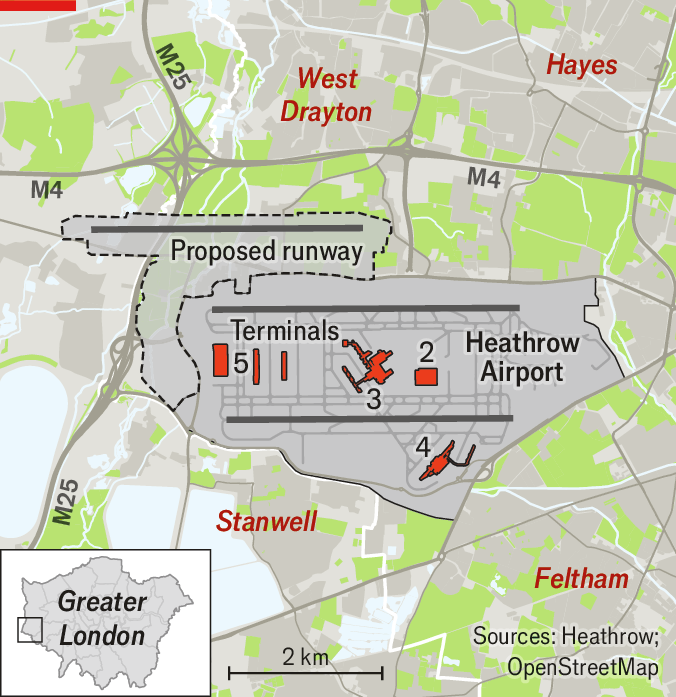 M25
West
Drayton
Hayes
M4
M4
Proposed runway
Terminals
5
3
2
4
Heathrow
Airport
M25
Stanwell
Feltham
Greater
London
2 km
Sources: Heathrow;
OpenStreetMap